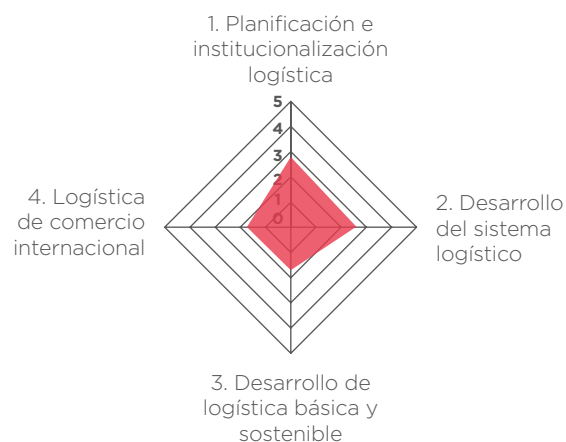 1. Planificación e
institucionalización
logística
5
4
3
2
1
0
4. Logística
de comercio
internacional
2. Desarrollo
del sistema
logístico
3. Desarrollo de
logística básica y
sostenible